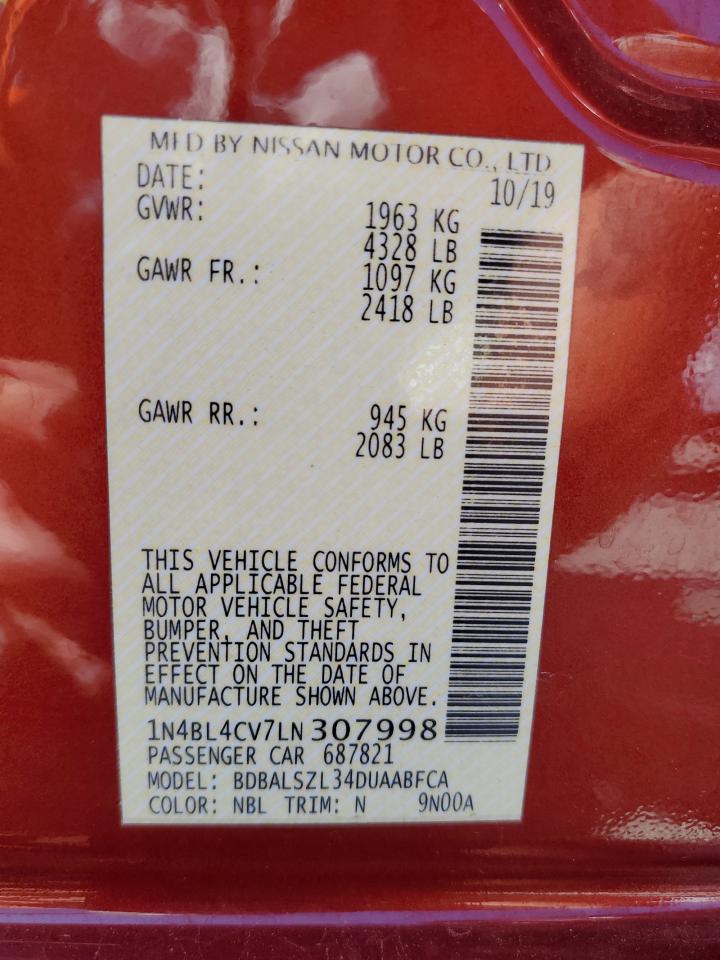 MFD BY NISSAN MOTOR CO., LTD
DATE: 10/19
GVWR: 1963 KG
4328 LB
GAWR FR.: 1097 KG
2418 LB
GAWR RR.: 945 KG
2083 LB
THIS VEHICLE CONFORMS TO
ALL APPLICABLE FEDERAL
MOTOR VEHICLE SAFETY,
BUMPER, AND THEFT
PREVENTION STANDARDS IN
EFFECT ON THE DATE OF
MANUFACTURE SHOWN ABOVE.
1N4BL4CV7LN307998
PASSENGER CAR 687821
MODEL: BDBALSZL34DUAABFCA
COLOR: NBL TRIM: N 9N00A